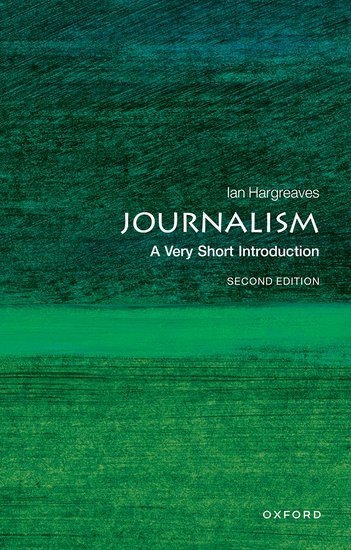 Ian Hargreaves
JOURNALISM
A Very Short Introduction
SECOND EDITION
OXFORD